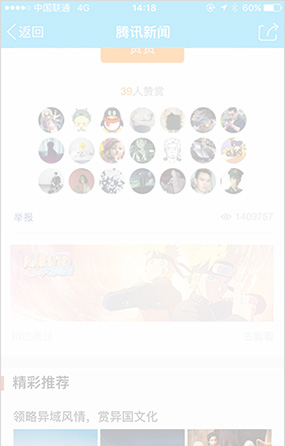 中国联通 4G 14:18 60%
返回 腾讯新闻
赞赏
39人赞赏
举报 1409757
精彩推荐
领略异域风情，赏异国文化